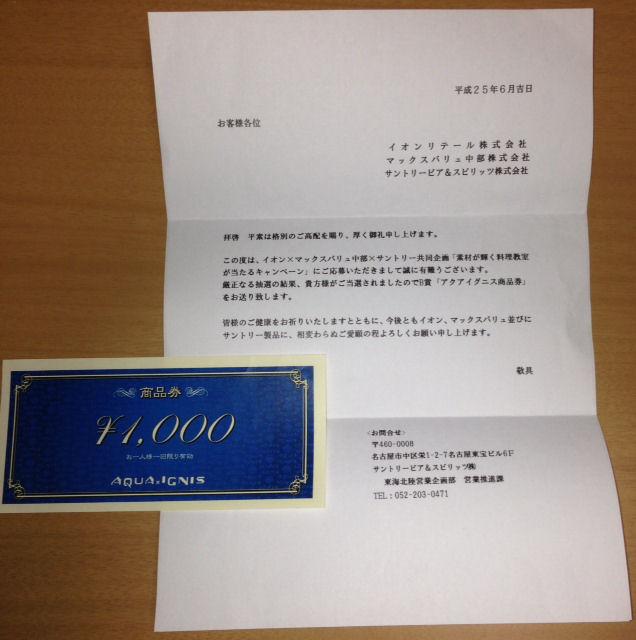 平成２５年６月吉日
お客様各位
イオンリテール株式会社
マックスバリュ中部株式会社
サントリービア＆スピリッツ株式会社
拝啓　平素は格別のご高配を賜り、厚く御礼申し上げます。
この度は、イオン×マックスバリュ中部×サントリー共同企画「素材が輝く料理教室
が当たるキャンペーン」にご応募いただきまして誠に有難うございます。
厳正なる抽選の結果、貴方様がご当選されましたのでB賞「アクアイグニス商品券」
をお送り致します。
皆様のご健康をお祈りいたしますとともに、今後ともイオン、マックスバリュ並びに
サントリー製品に、相変わらぬご愛顧の程よろしくお願い申し上げます。
敬具
＜お問合せ＞
〒460-0008
名古屋市中区栄1-2-7名古屋東宝ビル6F
サントリービア＆スピリッツ㈱
東海北陸営業企画部　営業推進課
TEL：052-203-0471
商品券
¥1,000
お一人様一回限り有効
AQUA×IGNIS